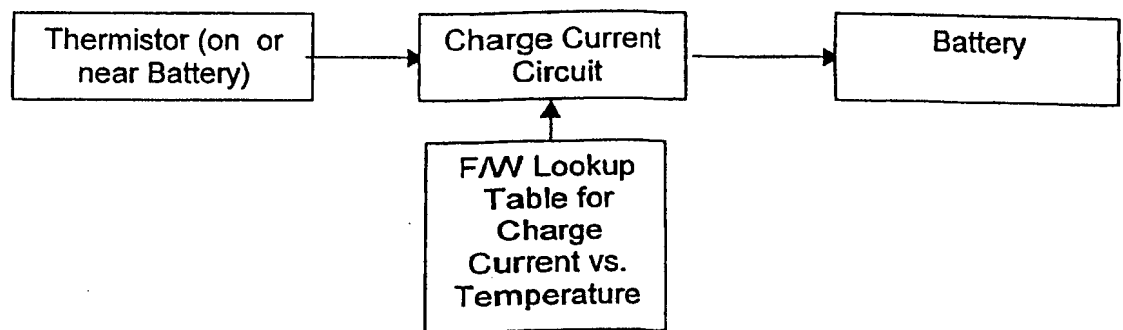 Thermistor (on or
near Battery)
Charge Current
Circuit
Battery
F/W Lookup
Table for
Charge
Current vs.
Temperature